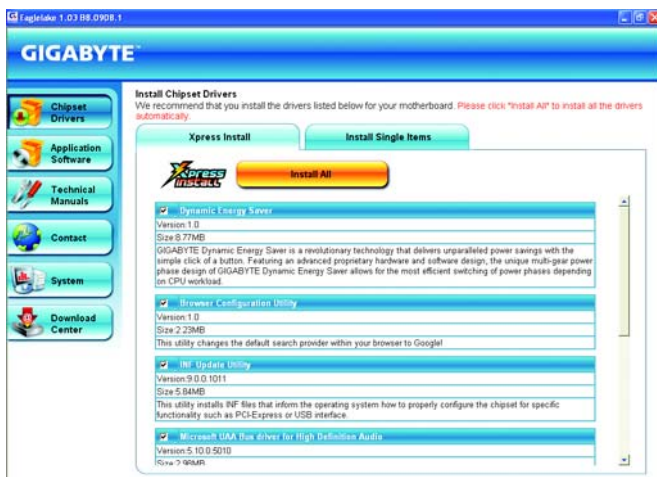 Eaglelake 1.03 B8.0908.1
GIGABYTE
Chipset
Drivers
Application
Software
Technical
Manuals
Contact
System
Download
Center
Install Chipset Drivers
We recommend that you install the drivers listed below for your motherboard. Please click "Install All" to install all the drivers
automatically.
Xpress Install
Install Single Items
Xpress
Install
Install All
Dynamic Energy Saver
Version:1.0
Size:8.77MB
GIGABYTE Dynamic Energy Saver is a revolutionary technology that delivers unparalleled power savings with the
simple click of a button. Featuring an advanced proprietary hardware and software design, the unique multi-gear power
phase design of GIGABYTE Dynamic Energy Saver allows for the most efficient switching of power phases depending
on CPU workload.
Browser Configuration Utility
Version:1.0
Size:2.23MB
This utility changes the default search provider within your browser to Google!
INF Update Utility
Version:9.0.0.1011
Size:5.84MB
This utility installs INF files that inform the operating system how to properly configure the chipset for specific
functionality such as PCI-Express or USB interface.
Microsoft UAA Bus driver for High Definition Audio
Version:5.10.0.5010
Size:2.98MB